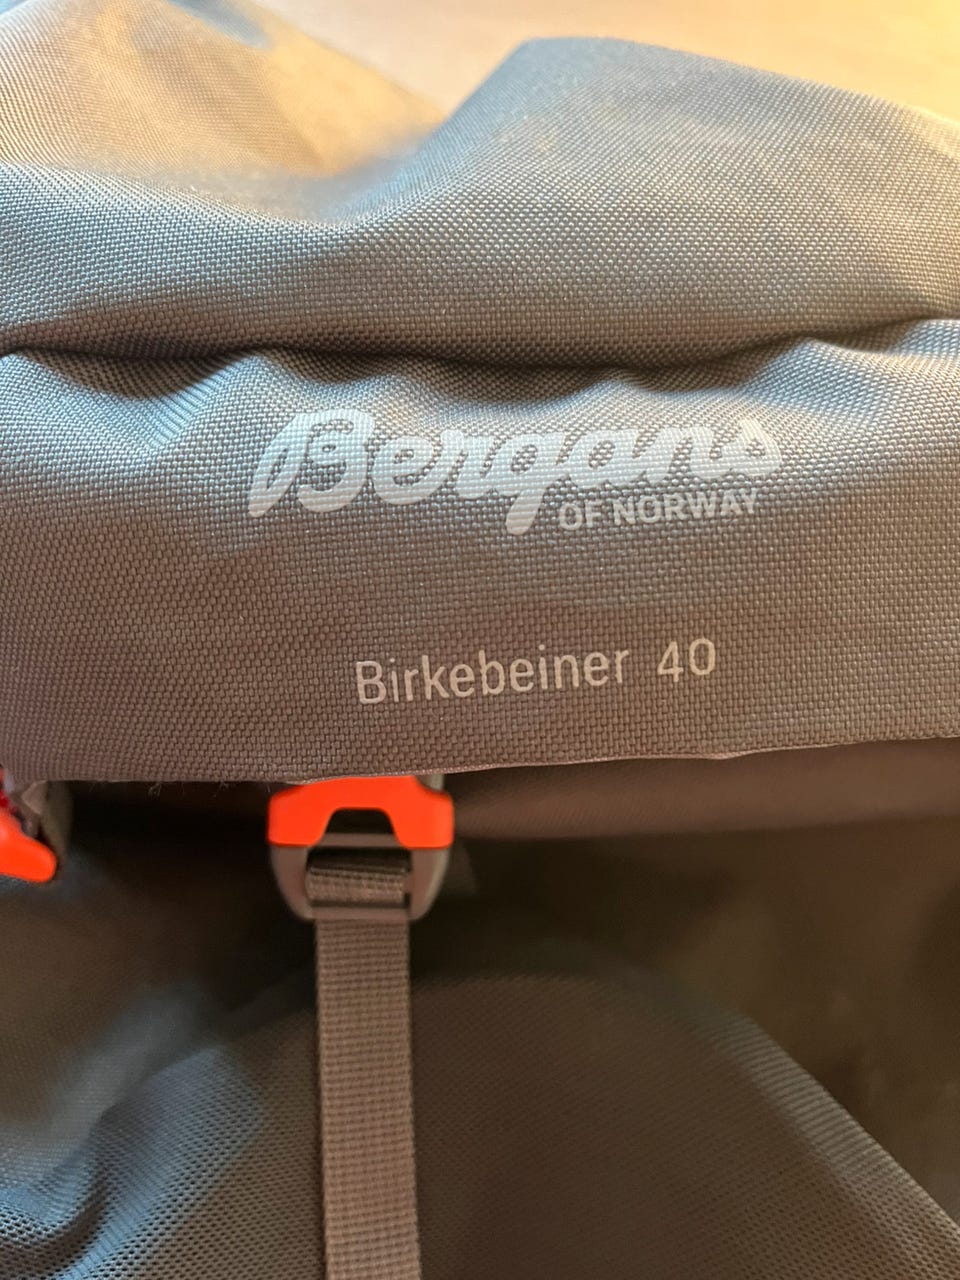 Bergans
OF NORWAY
Birkebeiner 40